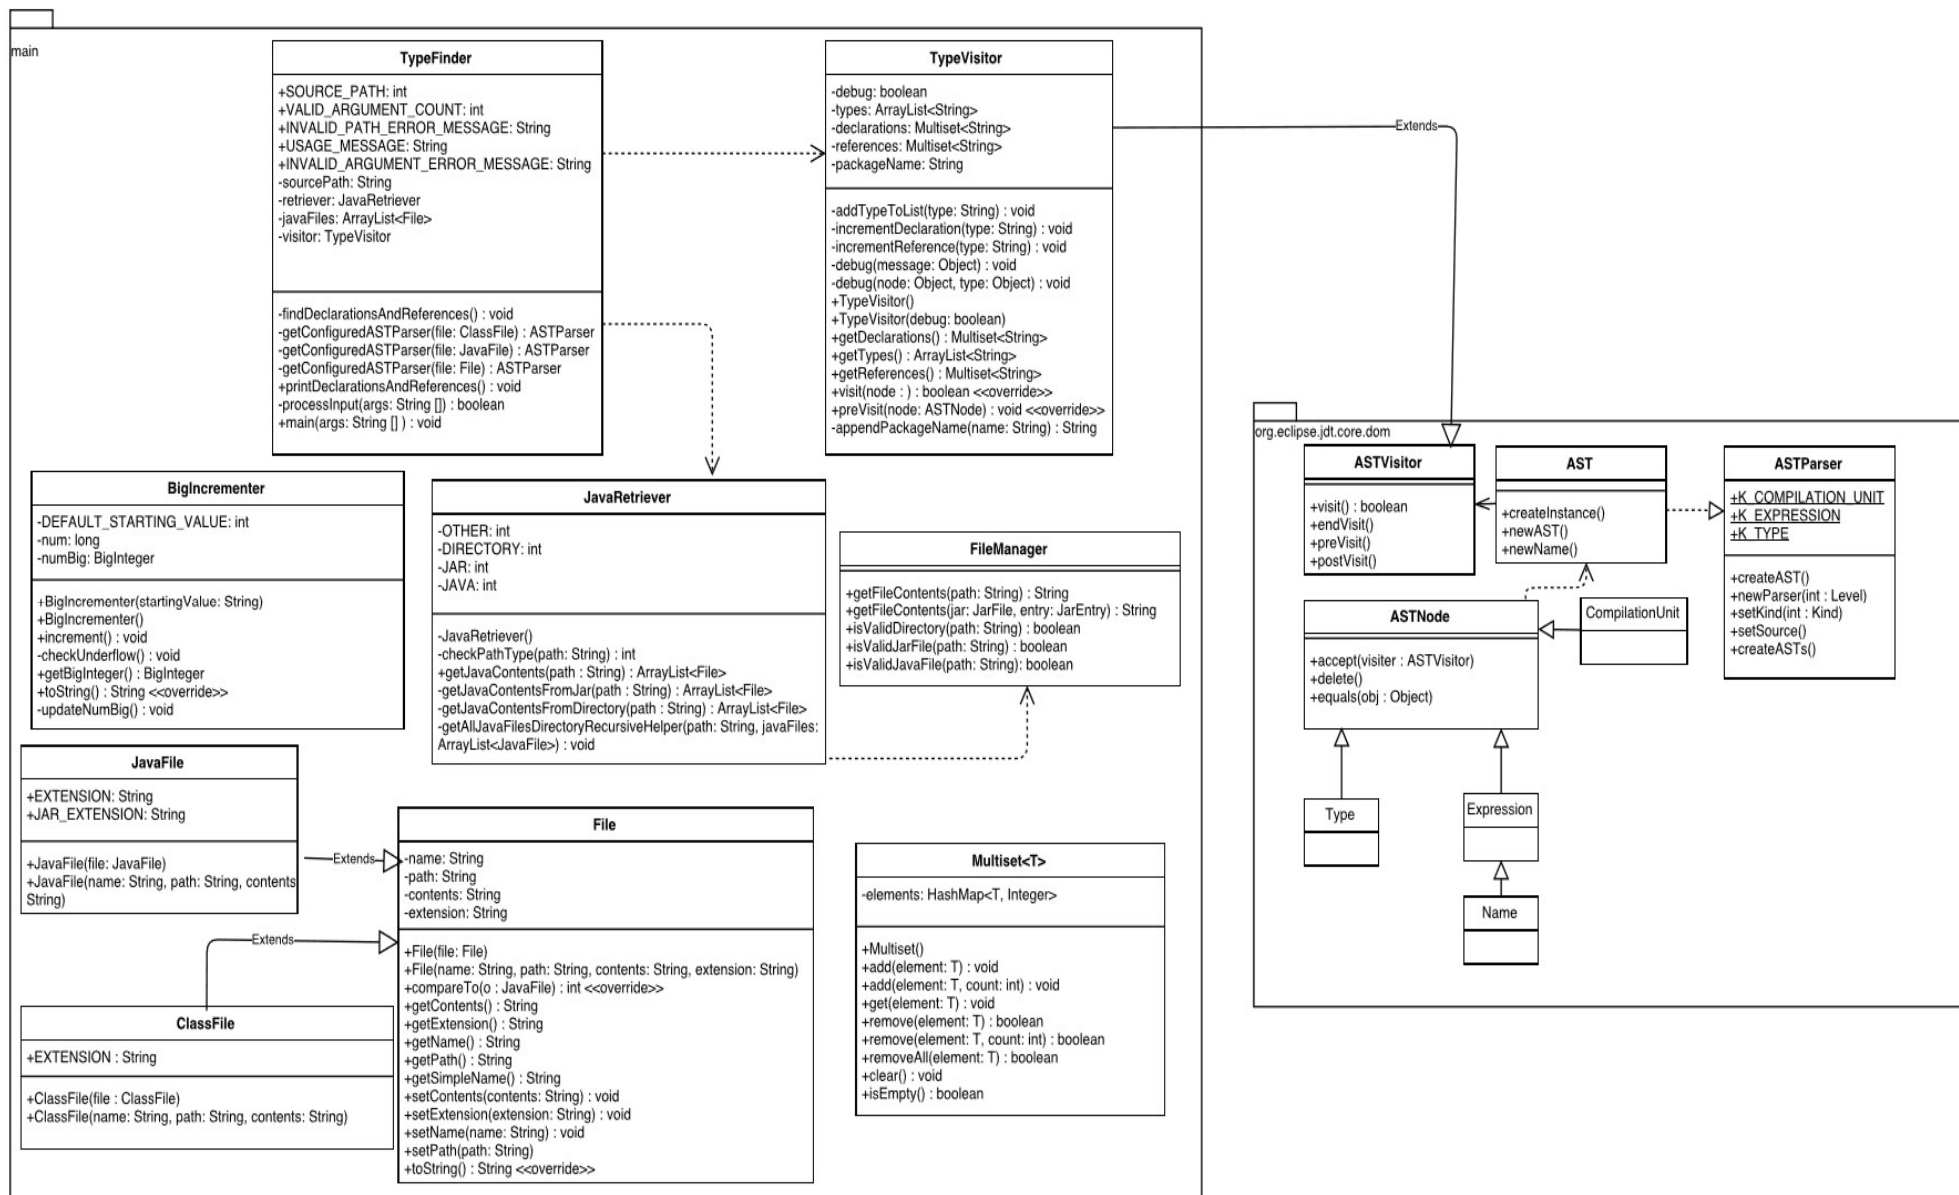 main
TypeFinder
+SOURCE_PATH: int
+VALID_ARGUMENT_COUNT: int
+INVALID_PATH_ERROR_MESSAGE: String
+USAGE_MESSAGE: String
+INVALID_ARGUMENT_ERROR_MESSAGE: String
-sourcePath: String
-retriever: JavaRetriever
-javaFiles: ArrayList<File>
-visitor: TypeVisitor
-findDeclarationsAndReferences() : void
-getConfiguredASTParser(file: ClassFile) : ASTParser
-getConfiguredASTParser(file: JavaFile) : ASTParser
-getConfiguredASTParser(file: File) : ASTParser
+printDeclarationsAndReferences() : void
-processInput(args: String []) : boolean
+main(args: String [] ) : void
TypeVisitor
-debug: boolean
-types: ArrayList<String>
-declarations: Multiset<String>
-references: Multiset<String>
-packageName: String
-addTypeToList(type: String) : void
-incrementDeclaration(type: String) : void
-incrementReference(type: String) : void
-debug(message: Object) : void
-debug(node: Object, type: Object) : void
+TypeVisitor()
+TypeVisitor(debug: boolean)
+getDeclarations() : Multiset<String>
+getTypes() : ArrayList<String>
+getReferences() : Multiset<String>
+visit(node : ) : boolean <<override>>
+preVisit(node: ASTNode) : void <<override>>
-appendPackageName(name: String) : String
Extends
BigIncrementer
-DEFAULT_STARTING_VALUE: int
-num: long
-numBig: BigInteger
+BigIncrementer(startingValue: String)
+BigIncrementer()
+increment() : void
-checkUnderflow() : void
+getBigInteger() : BigInteger
+toString() : String <<override>>
-updateNumBig() : void
JavaRetriever
-OTHER: int
-DIRECTORY: int
-JAR: int
-JAVA: int
-JavaRetriever()
-checkPathType(path: String) : int
+getJavaContents(path : String) : ArrayList<File>
-getJavaContentsFromJar(path : String) : ArrayList<File>
-getJavaContentsFromDirectory(path : String) : ArrayList<File>
-getAllJavaFilesDirectoryRecursiveHelper(path: String, javaFiles:
ArrayList<JavaFile>) : void
FileManager
+getFileContents(path: String) : String
+getFileContents(jar: JarFile, entry: JarEntry) : String
+isValidDirectory(path: String) : boolean
+isValidJarFile(path: String) : boolean
+isValidJavaFile(path: String): boolean
JavaFile
+EXTENSION: String
+JAR_EXTENSION: String
+JavaFile(file: JavaFile)
+JavaFile(name: String, path: String, contents
String)
Extends
File
-name: String
-path: String
-contents: String
-extension: String
+File(file: File)
+File(name: String, path: String, contents: String, extension: String)
+compareTo(o : JavaFile) : int <<override>>
+getContents() : String
+getExtension() : String
+getName() : String
+getPath() : String
+getSimpleName() : String
+setContents(contents: String) : void
+setExtension(extension: String) : void
+setName(name: String) : void
+setPath(path: String)
+toString() : String <<override>>
Extends
ClassFile
+EXTENSION : String
+ClassFile(file : ClassFile)
+ClassFile(name: String, path: String, contents: String)
Multiset<T>
-elements: HashMap<T, Integer>
+Multiset()
+add(element: T) : void
+add(element: T, count: int) : void
+get(element: T) : void
+remove(element: T) : boolean
+remove(element: T, count: int) : boolean
+removeAll(element: T) : boolean
+clear() : void
+isEmpty() : boolean
org.eclipse.jdt.core.dom
ASTVisitor
+visit() : boolean
+endVisit()
+preVisit()
+postVisit()
AST
+createInstance()
+newAST()
+newName()
ASTParser
+K_COMPILATION_UNIT
+K_EXPRESSION
+K_TYPE
+createAST()
+newParser(int : Level)
+setKind(int : Kind)
+setSource()
+createASTs()
ASTNode
+accept(visiter : ASTVisitor)
+delete()
+equals(obj : Object)
CompilationUnit
Type
Expression
Name